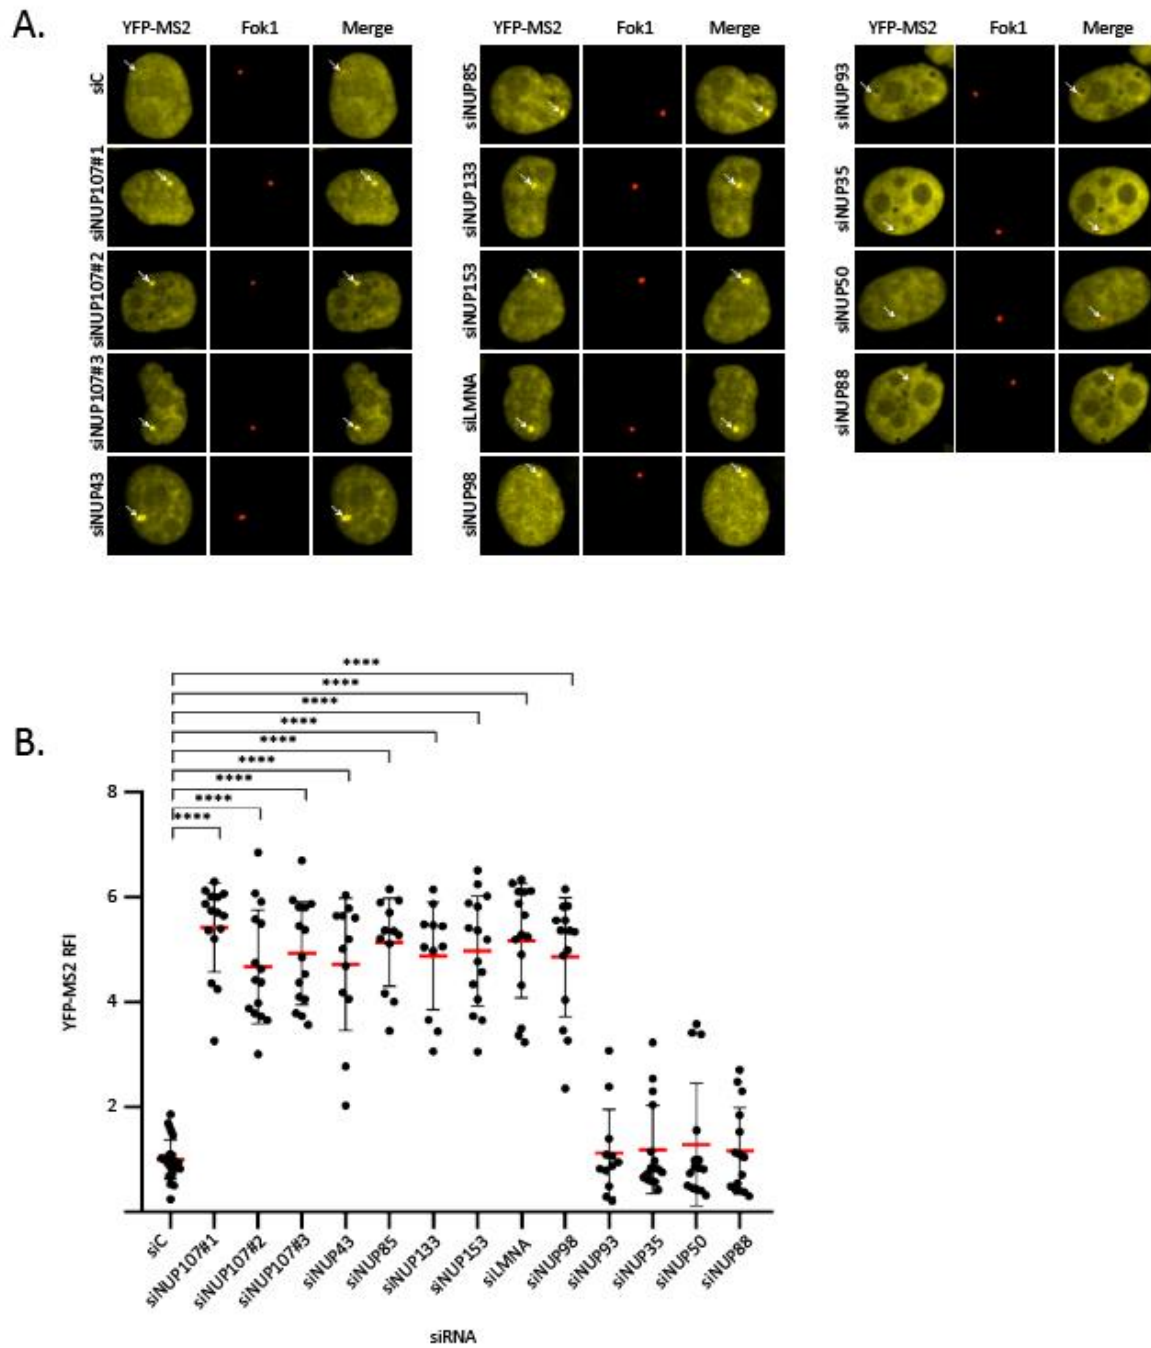 A.
YFP-MS2 Fok1 Merge YFP-MS2 Fok1 Merge YFP-MS2 Fok1 Merge
siC siNUP85 siNUP93
siNUP107#1 siNUP133 siNUP35
siNUP107#2 siNUP153 siNUP50
siNUP107#3 siLMNA siNUP88
siNUP43 siNUP98
B.
****
****
****
****
****
****
****
****
****
8
6
4
2
YFP-MS2 RFI
siC siNUP107#1 siNUP107#2 siNUP107#3 siNUP43 siNUP85 siNUP133 siNUP153 siLMNA siNUP98 siNUP93 siNUP35 siNUP50 siNUP88
siRNA